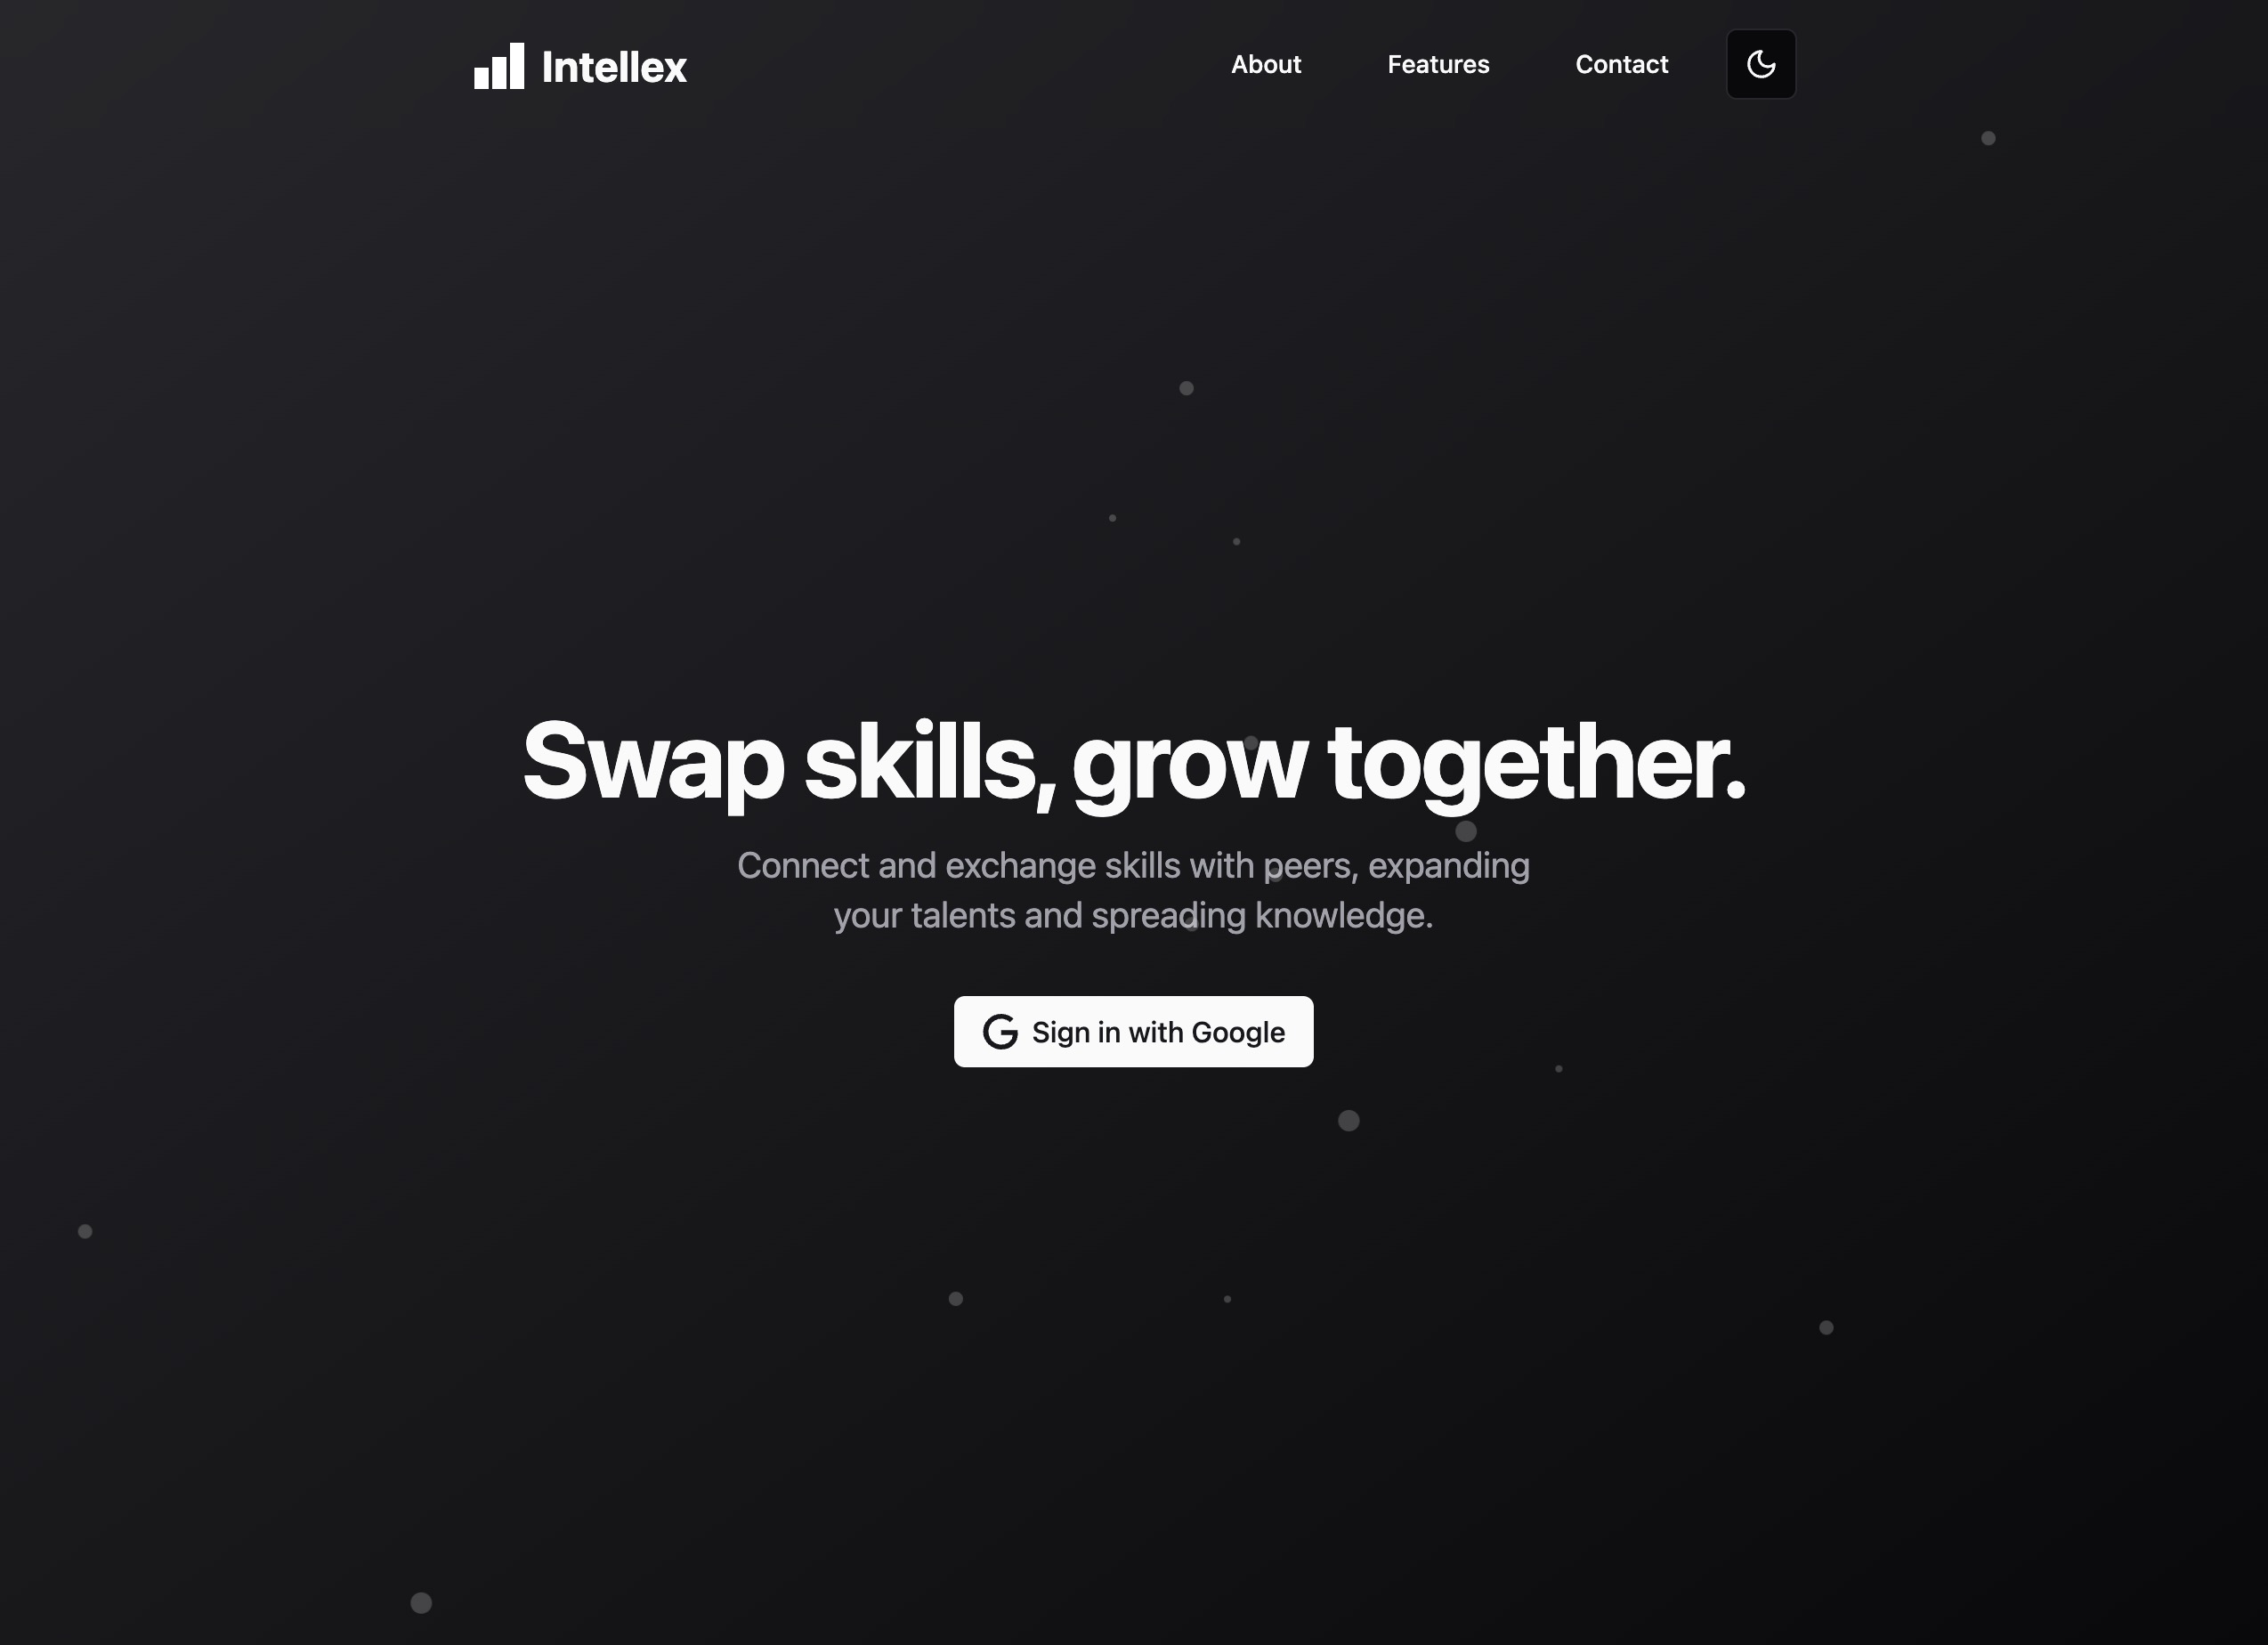 Intellex
About
Features
Contact
Swap skills, grow together.
Connect and exchange skills with peers, expanding
your talents and spreading knowledge.
Sign in with Google